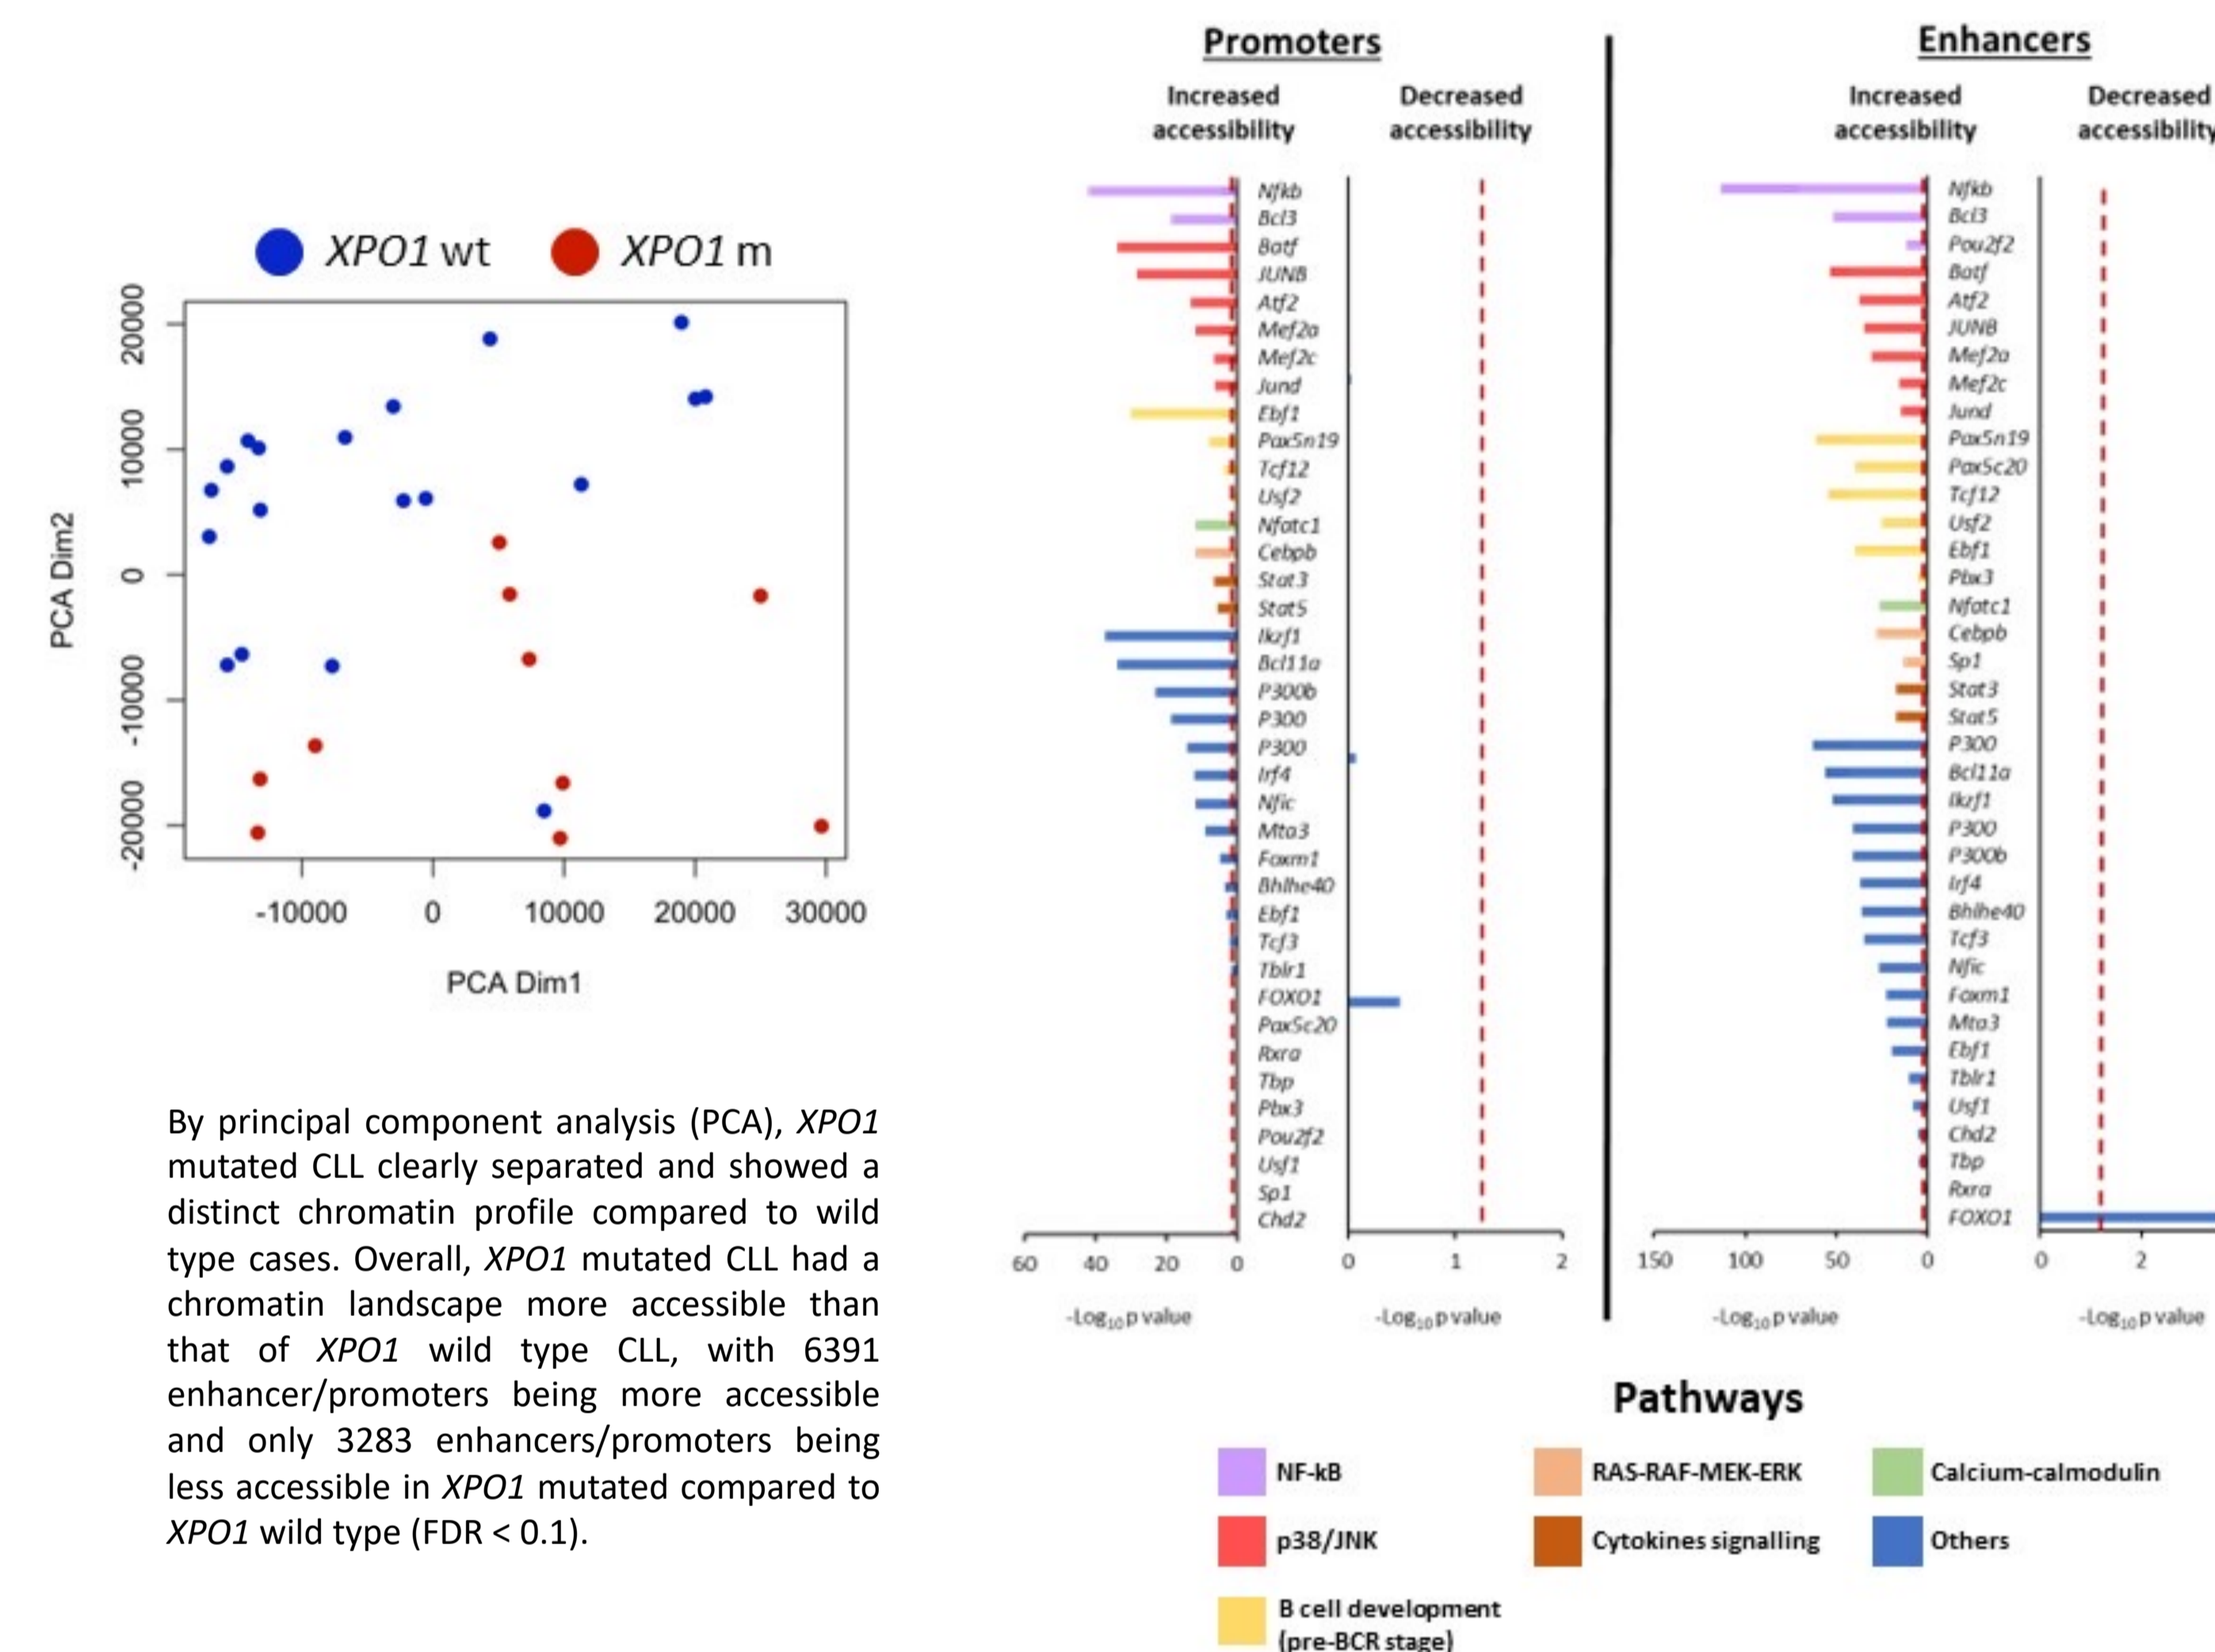 XPO1 wt
XPO1 m
20000
10000
0
-10000
-20000
PCA Dim2
-10000
0
10000
20000
30000
PCA Dim1
By principal component analysis (PCA), XPO1
mutated CLL clearly separated and showed a
distinct chromatin profile compared to wild
type cases. Overall, XPO1 mutated CLL had a
chromatin landscape more accessible than
that of XPO1 wild type CLL, with 6391
enhancer/promoters being more accessible
and only 3283 enhancers/promoters being
less accessible in XPO1 mutated compared to
XPO1 wild type (FDR < 0.1).
Promoters
Increased
accessibility
Decreased
accessibility
Nfkb
Bcl3
Batf
JUNB
Atf2
Mef2a
Mef2c
Jund
Ebf1
Pax5n19
Tcf12
Usf2
Nfatc1
Cebpb
Stat3
Stat5
Ikzf1
Bcl11a
P300b
P300
P300
Irf4
Nfic
Mta3
Foxm1
Bhlhe40
Ebf1
Tcf3
Tblr1
FOXO1
Pax5c20
Rxra
Tbp
Pbx3
Pou2f2
Usf1
Sp1
Chd2
60 40 20 0
0 1 2
-Log10 p value
-Log10 p value
Enhancers
Increased
accessibility
Decreased
accessibility
Nfkb
Bcl3
Pou2f2
Batf
Atf2
JUNB
Mef2a
Mef2c
Jund
Pax5n19
Pax5c20
Tcf12
Usf2
Ebf1
Pbx3
Nfatc1
Cebpb
Sp1
Stat3
Stat5
P300
Bcl11a
Ikzf1
P300
P300b
Irf4
Bhlhe40
Tcf3
Nfic
Foxm1
Mta3
Ebf1
Tblr1
Usf1
Chd2
Tbp
Rxra
FOXO1
150 100 50 0
0 2
-Log10 p value
-Log10 p value
Pathways
NF-kB
RAS-RAF-MEK-ERK
Calcium-calmodulin
p38/JNK
Cytokines signalling
Others
B cell development
(pre-BCR stage)